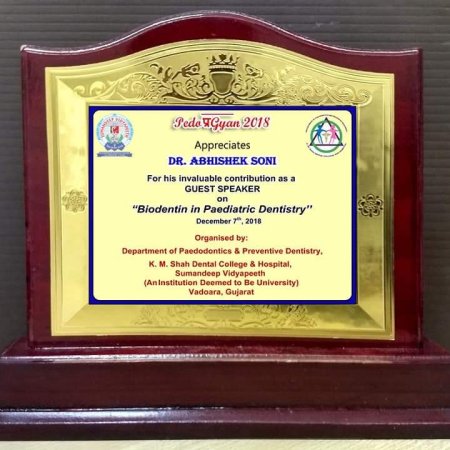 Pedo प्रGyan 2018
Appreciates
DR. ABHISHEK SONI
For his invaluable contribution as a
GUEST SPEAKER
on
“Biodentin in Paediatric Dentistry”
December 7th, 2018
Organised by:
Department of Paedodontics & Preventive Dentistry,
K. M. Shah Dental College & Hospital,
Sumandeep Vidyapeeth
(An Institution Deemed to Be University)
Vadoara, Gujarat